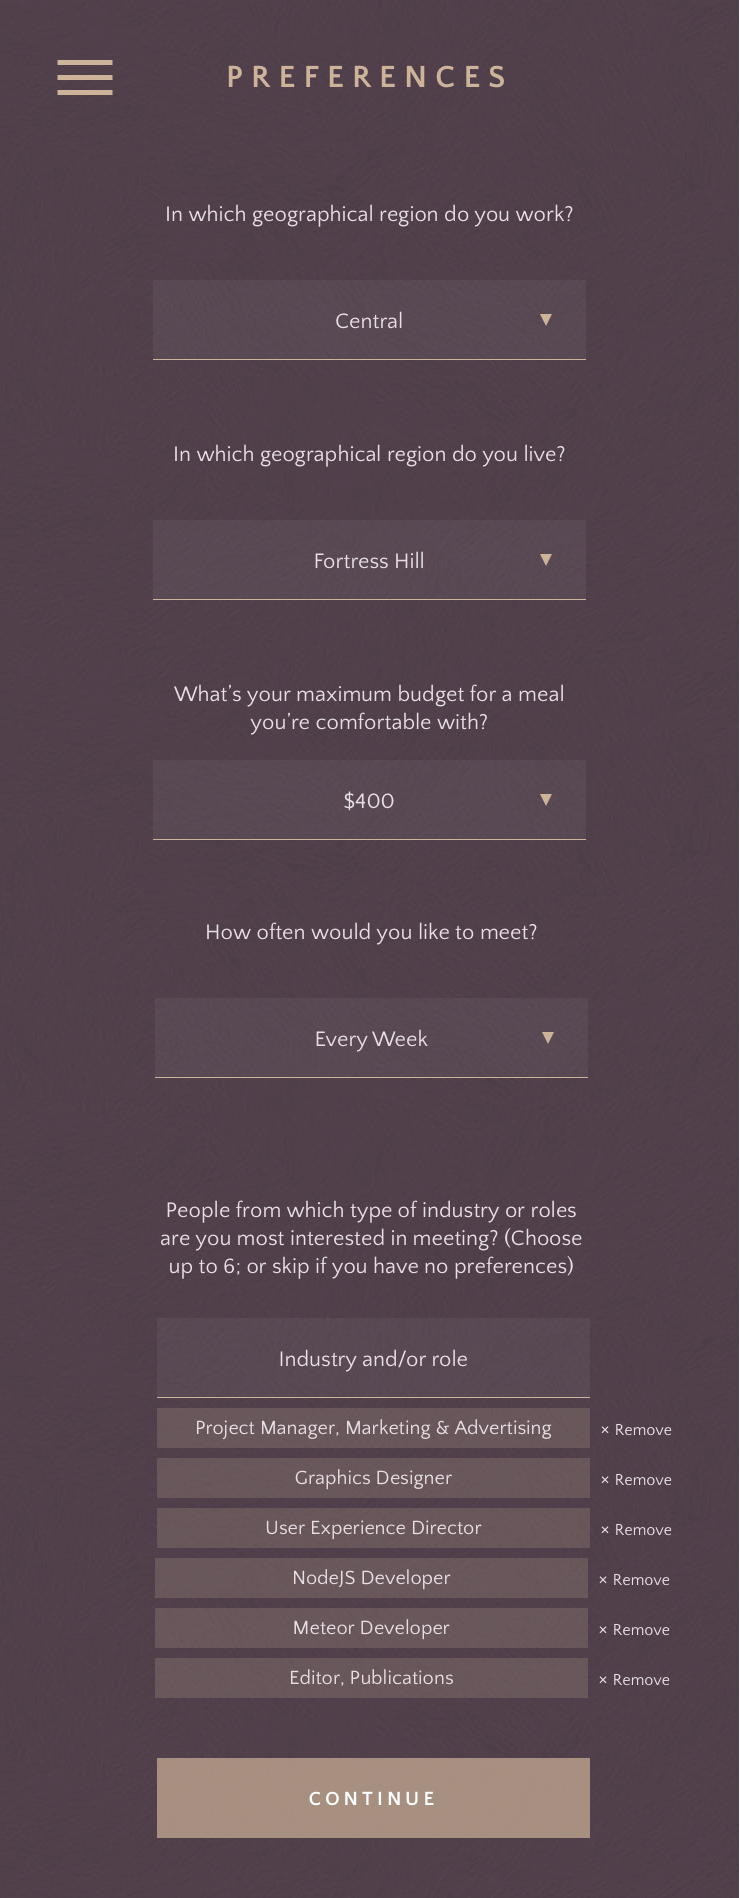 PREFERENCES
In which geographical region do you work?
Central ▼
In which geographical region do you live?
Fortress Hill ▼
What’s your maximum budget for a meal
you’re comfortable with?
$400 ▼
How often would you like to meet?
Every Week ▼
People from which type of industry or roles
are you most interested in meeting? (Choose
up to 6; or skip if you have no preferences)
Industry and/or role
Project Manager, Marketing & Advertising × Remove
Graphics Designer × Remove
User Experience Director × Remove
NodeJS Developer × Remove
Meteor Developer × Remove
Editor, Publications × Remove
CONTINUE